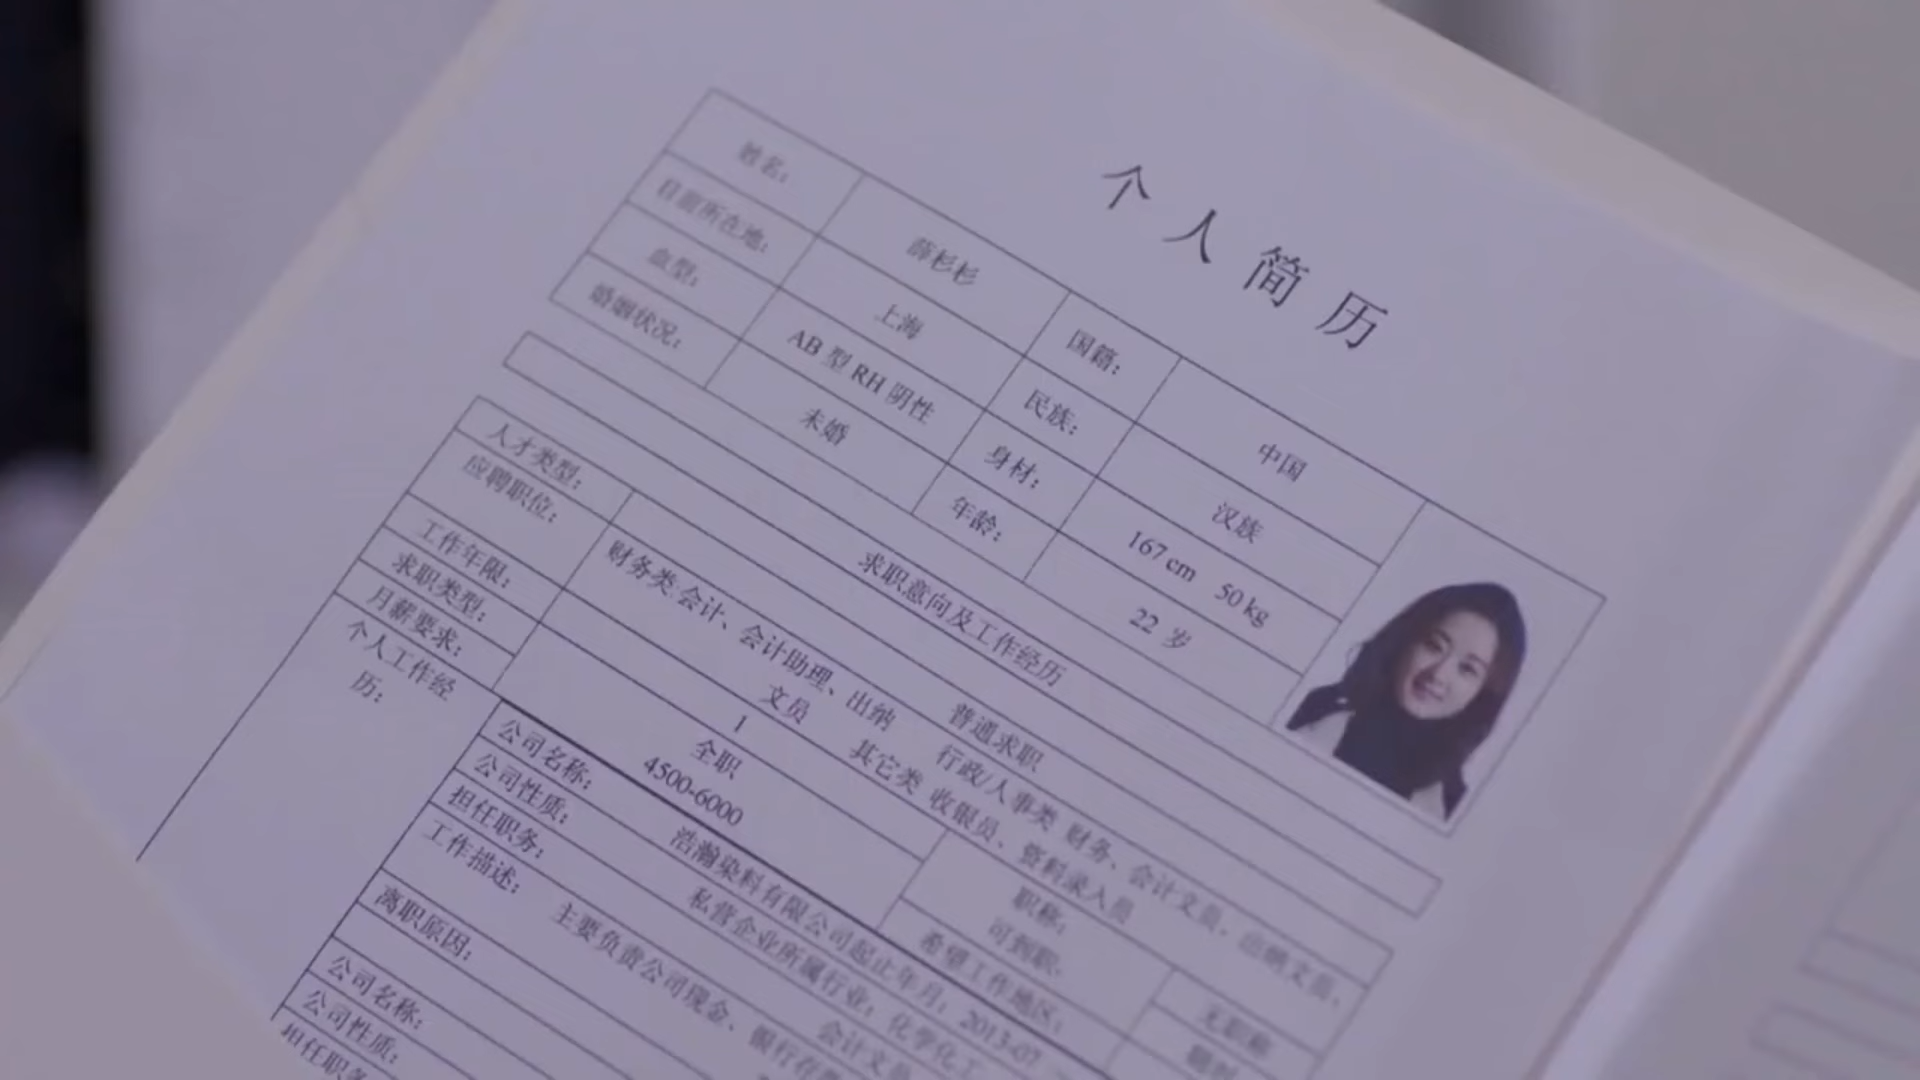 个人简历
姓名： 薛杉杉 国籍： 中国
目前所在地： 上海 民族： 汉族
血型： AB 型 RH 阴性 身材： 167 cm 50 kg
婚姻状况： 未婚 年龄： 22 岁
求职意向及工作经历
人才类型： 普通求职
应聘职位： 财务类:会计、会计助理、出纳 行政/人事类 财务、会计文员，出纳文员，
文员 其它类 收银员、资料录入员
工作年限： 1 职称： 无职称
求职类型： 全职 可到职：
月薪要求： 4500-6000 希望工作地区：
个人工作经
历：
公司名称： 浩瀚染料有限公司起止年月：2013-07
公司性质： 私营企业所属行业：化学化工
担任职务： 会计文员
工作描述： 主要负责公司现金、银行存
离职原因：
公司名称：
公司性质：
担任职务